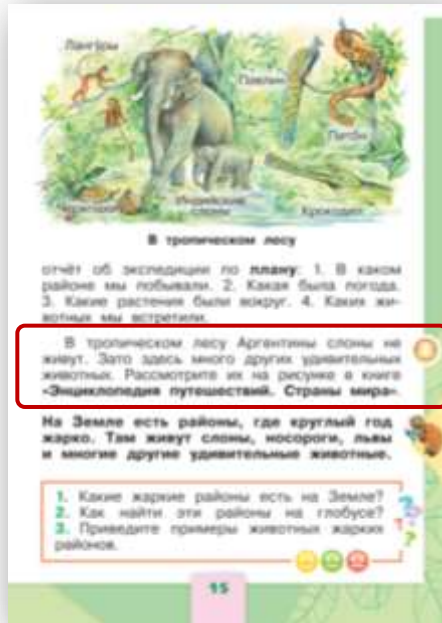 Лангуры
Павлин
Питон
Черепаха
Индийские
слоны
Крокодил
В тропическом лесу
отчёт об экспедиции по плану: 1. В каком
районе мы побывали. 2. Какая была погода.
3. Какие растения были вокруг. 4. Каких жи-
вотных мы встретили.
В тропическом лесу Аргентины слоны не
живут. Зато здесь много других удивительных
животных. Рассмотрите их на рисунке в книге
«Энциклопедия путешествий. Страны мира».
На Земле есть районы, где круглый год
жарко. Там живут слоны, носороги, львы
и многие другие удивительные животные.
1. Какие жаркие районы есть на Земле?
2. Как найти эти районы на глобусе?
3. Приведите примеры животных жарких
районов.
15